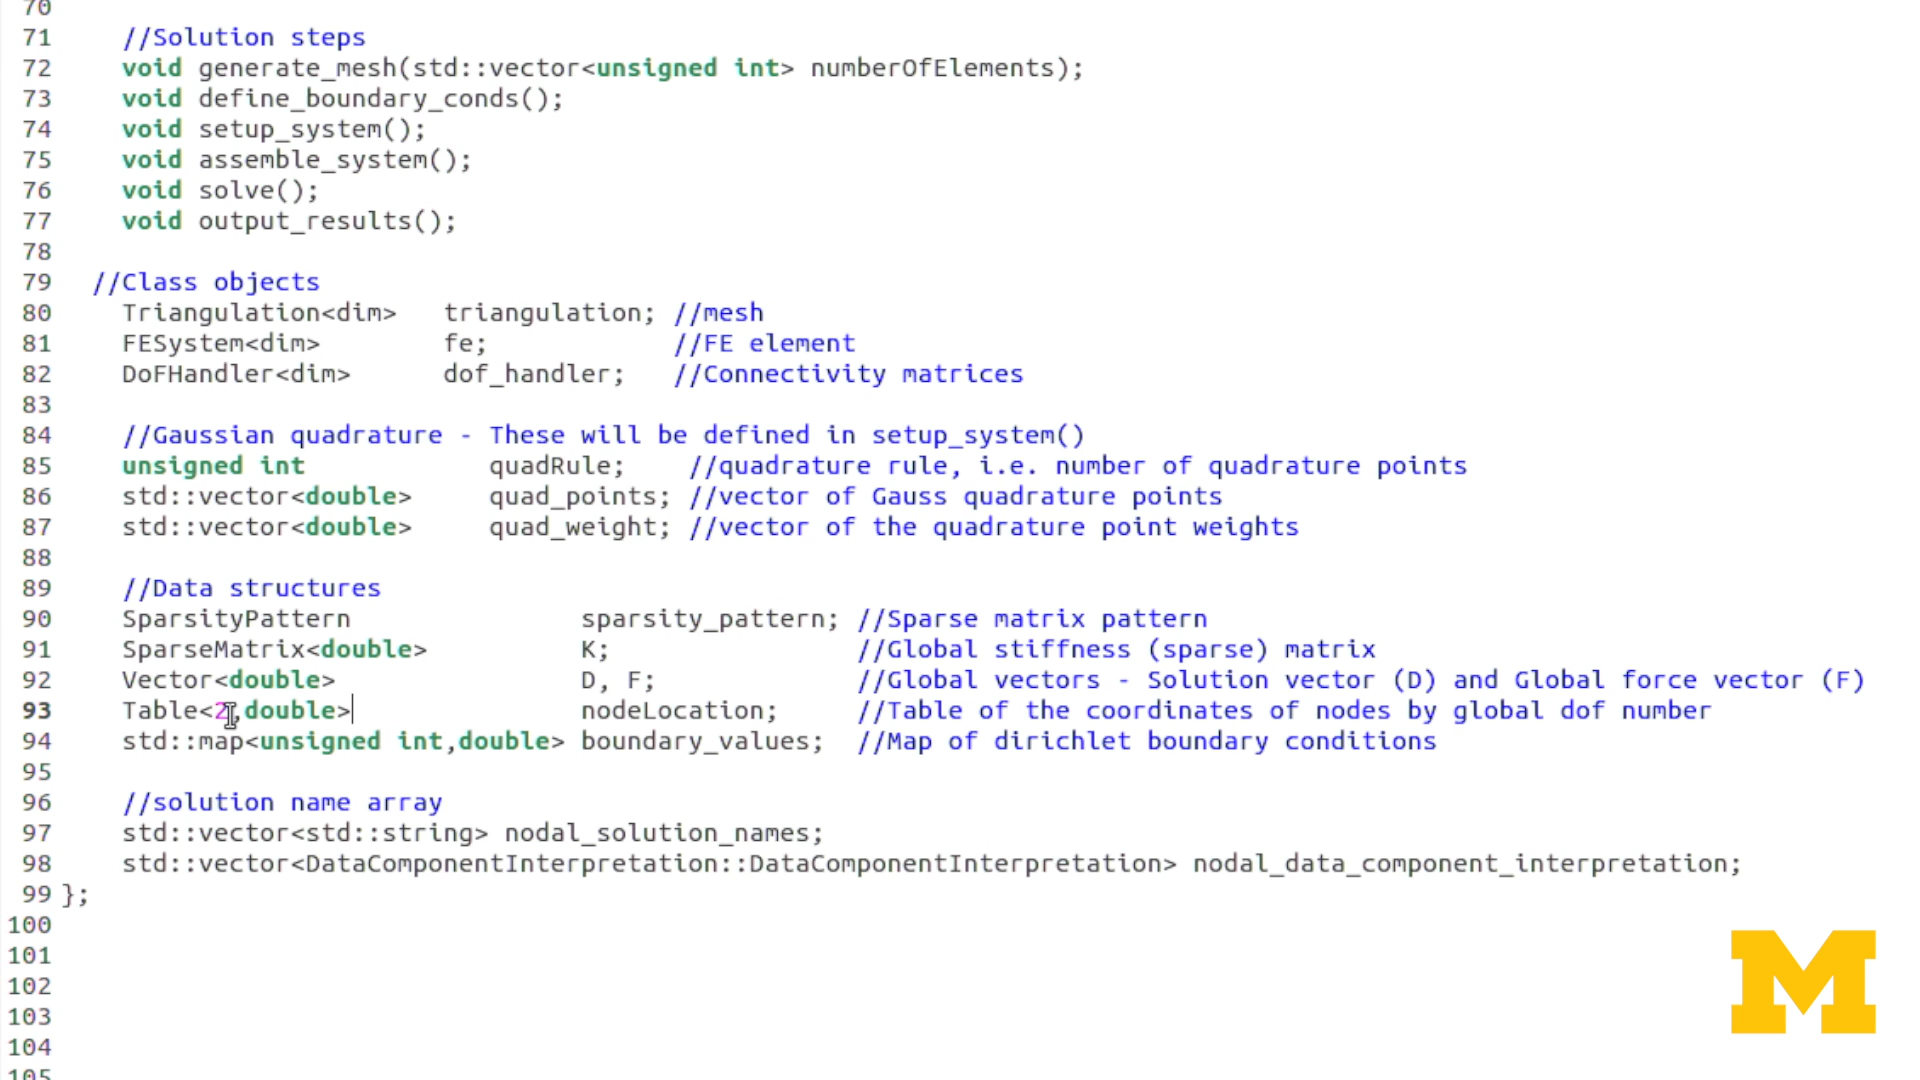 70
71 //Solution steps
72 void generate_mesh(std::vector<unsigned int> numberOfElements);
73 void define_boundary_conds();
74 void setup_system();
75 void assemble_system();
76 void solve();
77 void output_results();
78
79 //Class objects
80 Triangulation<dim> triangulation; //mesh
81 FESystem<dim> fe; //FE element
82 DoFHandler<dim> dof_handler; //Connectivity matrices
83
84 //Gaussian quadrature - These will be defined in setup_system()
85 unsigned int quadRule; //quadrature rule, i.e. number of quadrature points
86 std::vector<double> quad_points; //vector of Gauss quadrature points
87 std::vector<double> quad_weight; //vector of the quadrature point weights
88
89 //Data structures
90 SparsityPattern sparsity_pattern; //Sparse matrix pattern
91 SparseMatrix<double> K; //Global stiffness (sparse) matrix
92 Vector<double> D, F; //Global vectors - Solution vector (D) and Global force vector (F)
93 Table<2,double> nodeLocation; //Table of the coordinates of nodes by global dof number
94 std::map<unsigned int,double> boundary_values; //Map of dirichlet boundary conditions
95
96 //solution name array
97 std::vector<std::string> nodal_solution_names;
98 std::vector<DataComponentInterpretation::DataComponentInterpretation> nodal_data_component_interpretation;
99 };
100
101
102
103
104
105
M